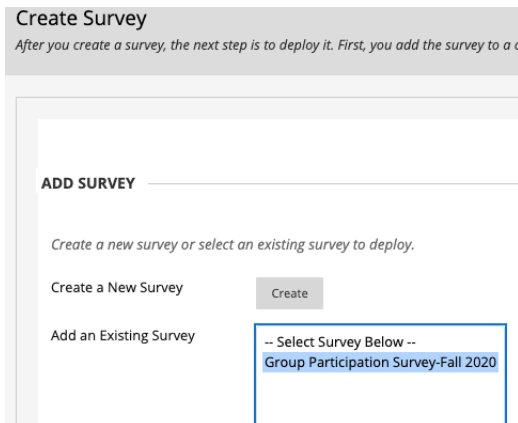 Create Survey
After you create a survey, the next step is to deploy it. First, you add the survey to a
ADD SURVEY
Create a new survey or select an existing survey to deploy.
Create a New Survey
Create
Add an Existing Survey
-- Select Survey Below --
Group Participation Survey-Fall 2020